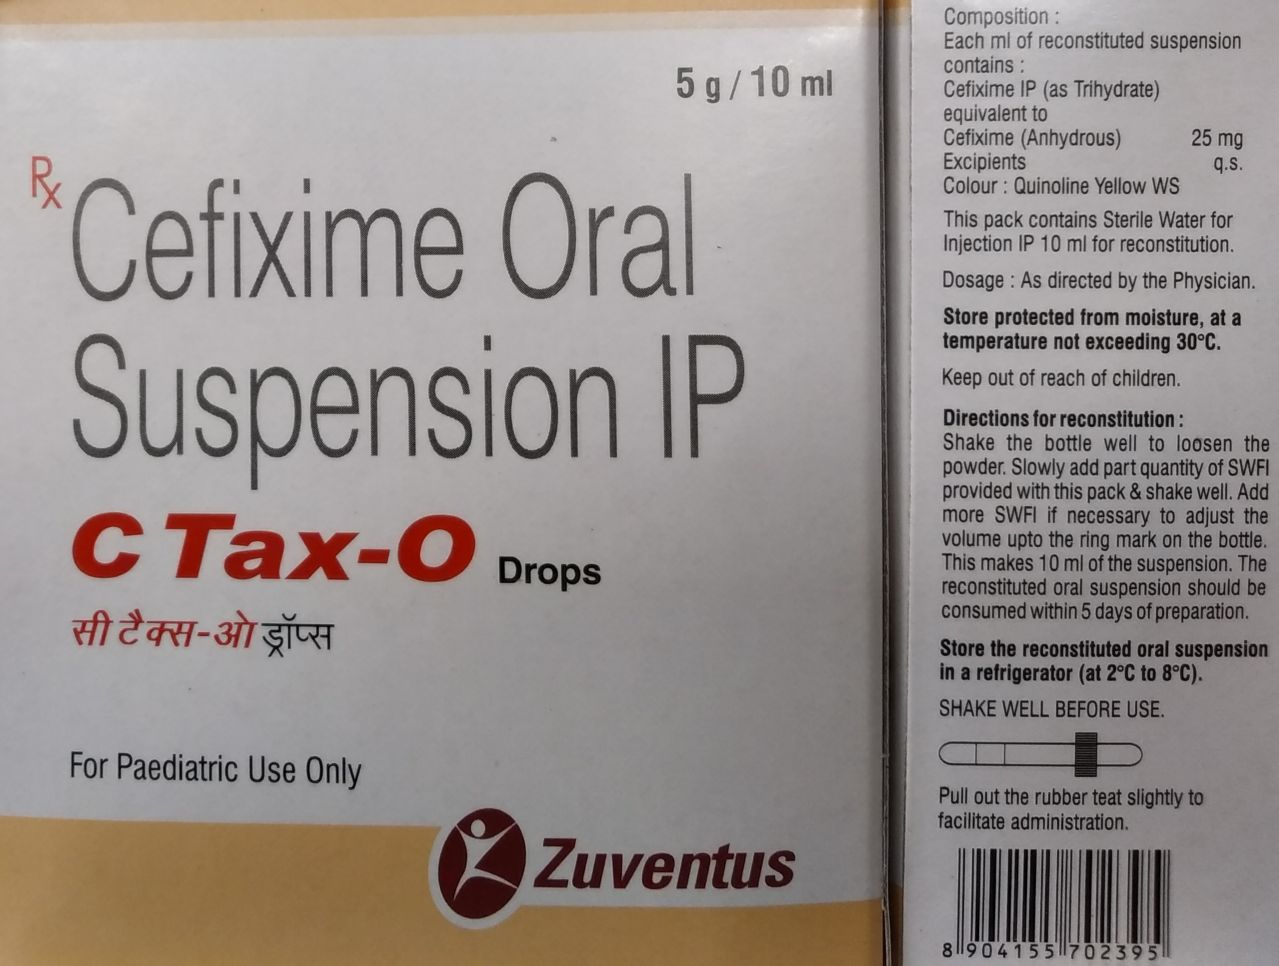 5 g / 10 ml
Rx
Cefixime Oral
Suspension IP
C Tax-O Drops
सी टैक्स-ओ ड्रॉप्स
For Paediatric Use Only
Zuventus
Composition :
Each ml of reconstituted suspension
contains :
Cefixime IP (as Trihydrate)
equivalent to
Cefixime (Anhydrous) 25 mg
Excipients q.s.
Colour : Quinoline Yellow WS
This pack contains Sterile Water for
Injection IP 10 ml for reconstitution.
Dosage : As directed by the Physician.
Store protected from moisture, at a
temperature not exceeding 30°C.
Keep out of reach of children.
Directions for reconstitution :
Shake the bottle well to loosen the
powder. Slowly add part quantity of SWFI
provided with this pack & shake well. Add
more SWFI if necessary to adjust the
volume upto the ring mark on the bottle.
This makes 10 ml of the suspension. The
reconstituted oral suspension should be
consumed within 5 days of preparation.
Store the reconstituted oral suspension
in a refrigerator (at 2°C to 8°C).
SHAKE WELL BEFORE USE.
Pull out the rubber teat slightly to
facilitate administration.
8 904155 702395